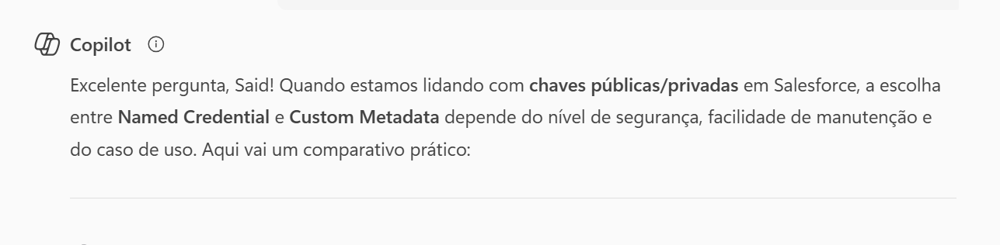 Copilot
Excelente pergunta, Said! Quando estamos lidando com chaves públicas/privadas em Salesforce, a escolha
entre Named Credential e Custom Metadata depende do nível de segurança, facilidade de manutenção e
do caso de uso. Aqui vai um comparativo prático: